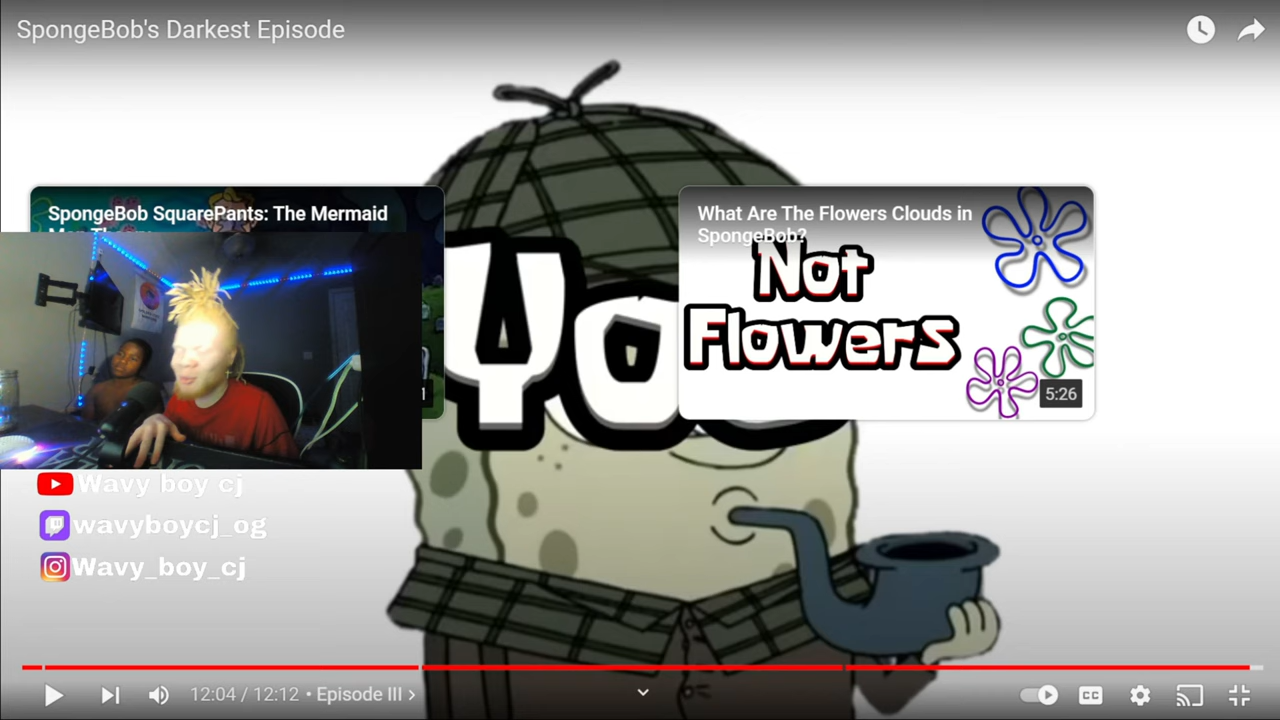 SpongeBob's Darkest Episode
SpongeBob SquarePants: The Mermaid
What Are The Flowers Clouds in
SpongeBob?
Not
Flowers
5:26
Wavy boy cj
wavyboycj_og
Wavy_boy_cj
12:04 / 12:12 • Episode III >
CC